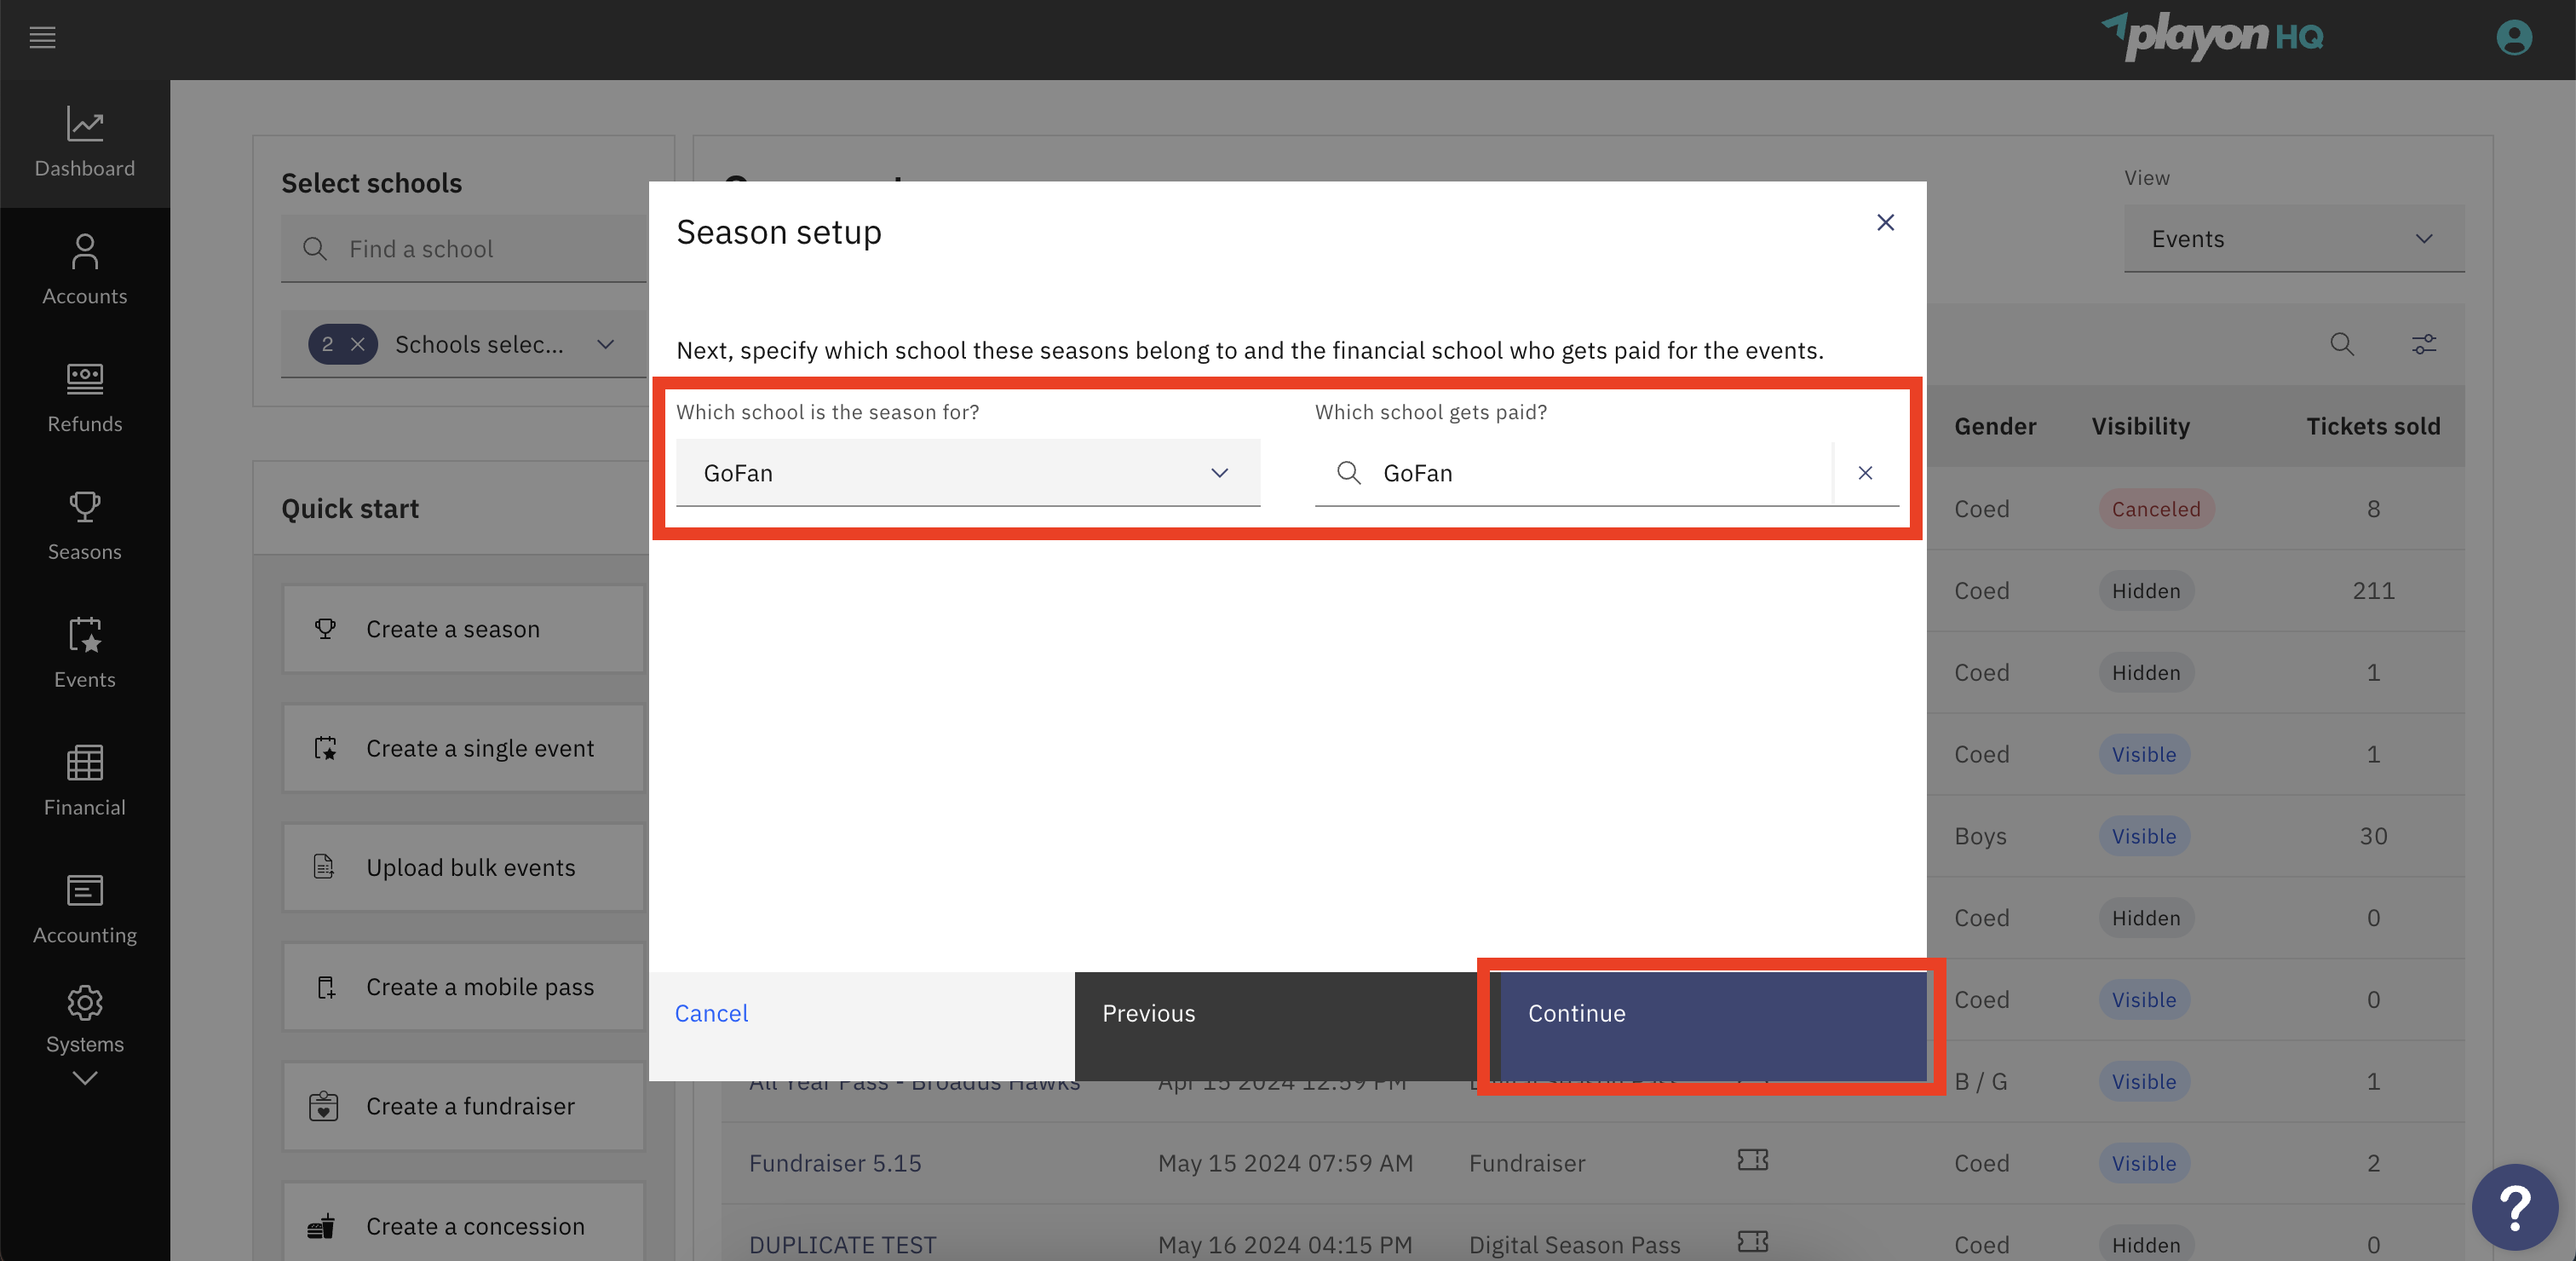 playon HQ
Dashboard
Accounts
Refunds
Seasons
Events
Financial
Accounting
Systems
Select schools
Find a school
2 Schools selec...
Quick start
Create a season
Create a single event
Upload bulk events
Create a mobile pass
Create a fundraiser
Create a concession
View
Events
Season setup
Next, specify which school these seasons belong to and the financial school who gets paid for the events.
Which school is the season for?
GoFan
Which school gets paid?
GoFan
Cancel
Previous
Continue
Gender Visibility Tickets sold
Coed Canceled 8
Coed Hidden 211
Coed Hidden 1
Coed Visible 1
Boys Visible 30
Coed Hidden 0
Coed Visible 0
All Year Pass - Broadus Hawks Apr 15 2024 12:59 PM B / G Visible 1
Fundraiser 5.15 May 15 2024 07:59 AM Fundraiser Coed Visible 2
DUPLICATE TEST May 16 2024 04:15 PM Digital Season Pass Coed Hidden 0
?